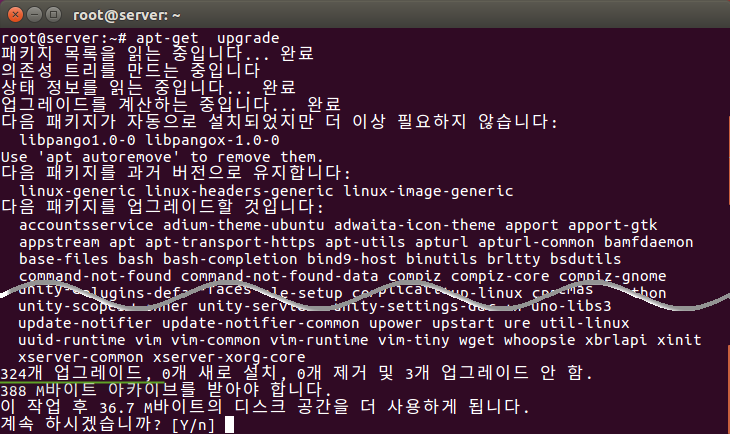 root@server: ~
root@server:~# apt-get  upgrade
패키지 목록을 읽는 중입니다... 완료
의존성 트리를 만드는 중입니다
상태 정보를 읽는 중입니다... 완료
업그레이드를 계산하는 중입니다... 완료
다음 패키지가 자동으로 설치되었지만 더 이상 필요하지 않습니다:
libpango1.0-0 libpangox-1.0-0
Use 'apt autoremove' to remove them.
다음 패키지를 과거 버전으로 유지합니다:
linux-generic linux-headers-generic linux-image-generic
다음 패키지를 업그레이드할 것입니다:
accountsservice adium-theme-ubuntu adwaita-icon-theme apport apport-gtk
appstream apt apt-transport-https apt-utils apturl apturl-common bamfdaemon
base-files bash bash-completion bind9-host binutils brltty bsdutils
command-not-found command-not-found-data compiz compiz-core compiz-gnome
uno-libs3
update-notifier update-notifier-common upower upstart ure util-linux
uuid-runtime vim vim-common vim-runtime vim-tiny wget whoopsie xbrlapi xinit
xserver-common xserver-xorg-core
324개 업그레이드, 0개 새로 설치, 0개 제거 및 3개 업그레이드 안 함.
388 M바이트 아카이브를 받아야 합니다.
이 작업 후 36.7 M바이트의 디스크 공간을 더 사용하게 됩니다.
계속 하시겠습니까? [Y/n]